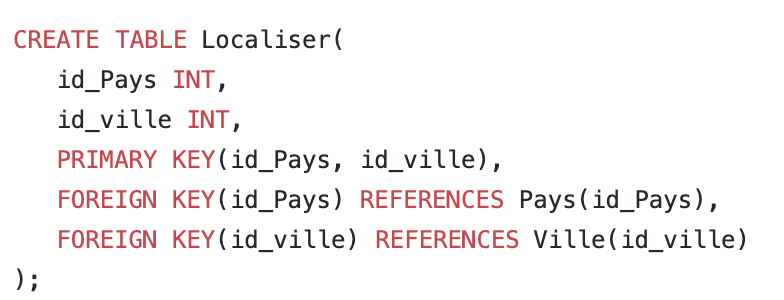 CREATE TABLE Localiser(
   id_Pays INT,
   id_ville INT,
   PRIMARY KEY(id_Pays, id_ville),
   FOREIGN KEY(id_Pays) REFERENCES Pays(id_Pays),
   FOREIGN KEY(id_ville) REFERENCES Ville(id_ville)
);